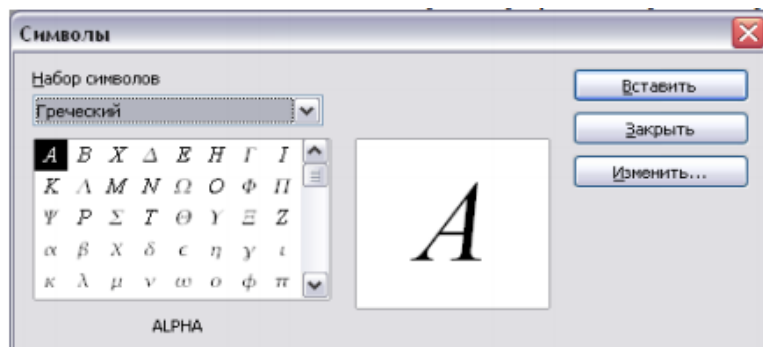 Символы
Набор символов
Греческий
Α Β Χ Δ Ε Η Γ Ι
Κ Λ Μ Ν Ω Ο Φ Π
Ψ Ρ Σ Τ Θ Υ Ξ Ζ
α β χ δ ϵ η γ ι
κ λ μ ν ω ο ϕ π
ALPHA
Α
Вставить
Закрыть
Изменить...